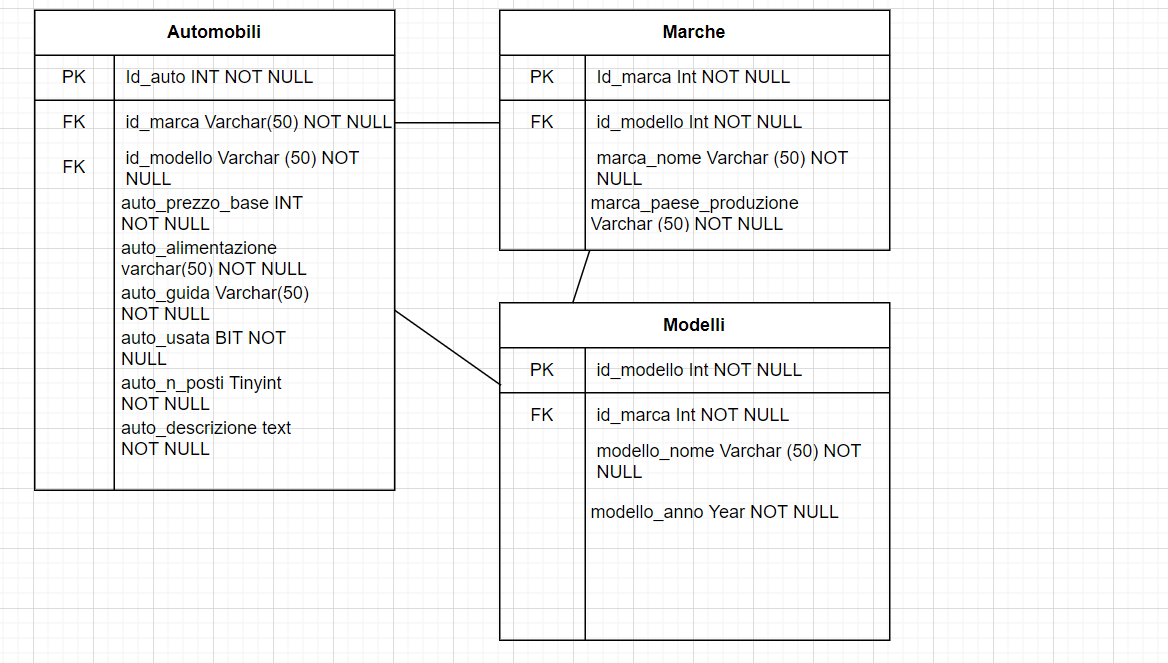 Automobili
PK
Id_auto INT NOT NULL
FK
id_marca Varchar(50) NOT NULL
FK
id_modello Varchar (50) NOT
NULL
auto_prezzo_base INT
NOT NULL
auto_alimentazione
varchar(50) NOT NULL
auto_guida Varchar(50)
NOT NULL
auto_usata BIT NOT
NULL
auto_n_posti Tinyint
NOT NULL
auto_descrizione text
NOT NULL
Marche
PK
Id_marca Int NOT NULL
FK
id_modello Int NOT NULL
marca_nome Varchar (50) NOT
NULL
marca_paese_produzione
Varchar (50) NOT NULL
Modelli
PK
id_modello Int NOT NULL
FK
id_marca Int NOT NULL
modello_nome Varchar (50) NOT
NULL
modello_anno Year NOT NULL